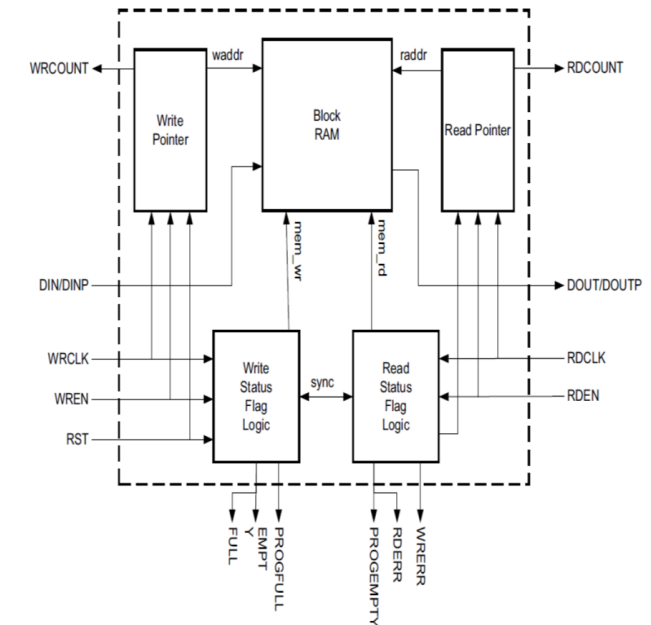 waddr
raddr
WRCOUNT
RDCOUNT
Write
Pointer
Block
RAM
Read Pointer
mem_wr
mem_rd
DIN/DINP
DOUT/DOUTP
WRCLK
WREN
RST
Write
Status
Flag
Logic
sync
Read
Status
Flag
Logic
RDCLK
RDEN
FULL
EMPT
Y
PROGFULL
PROGEMPTY
RDERR
WRERR